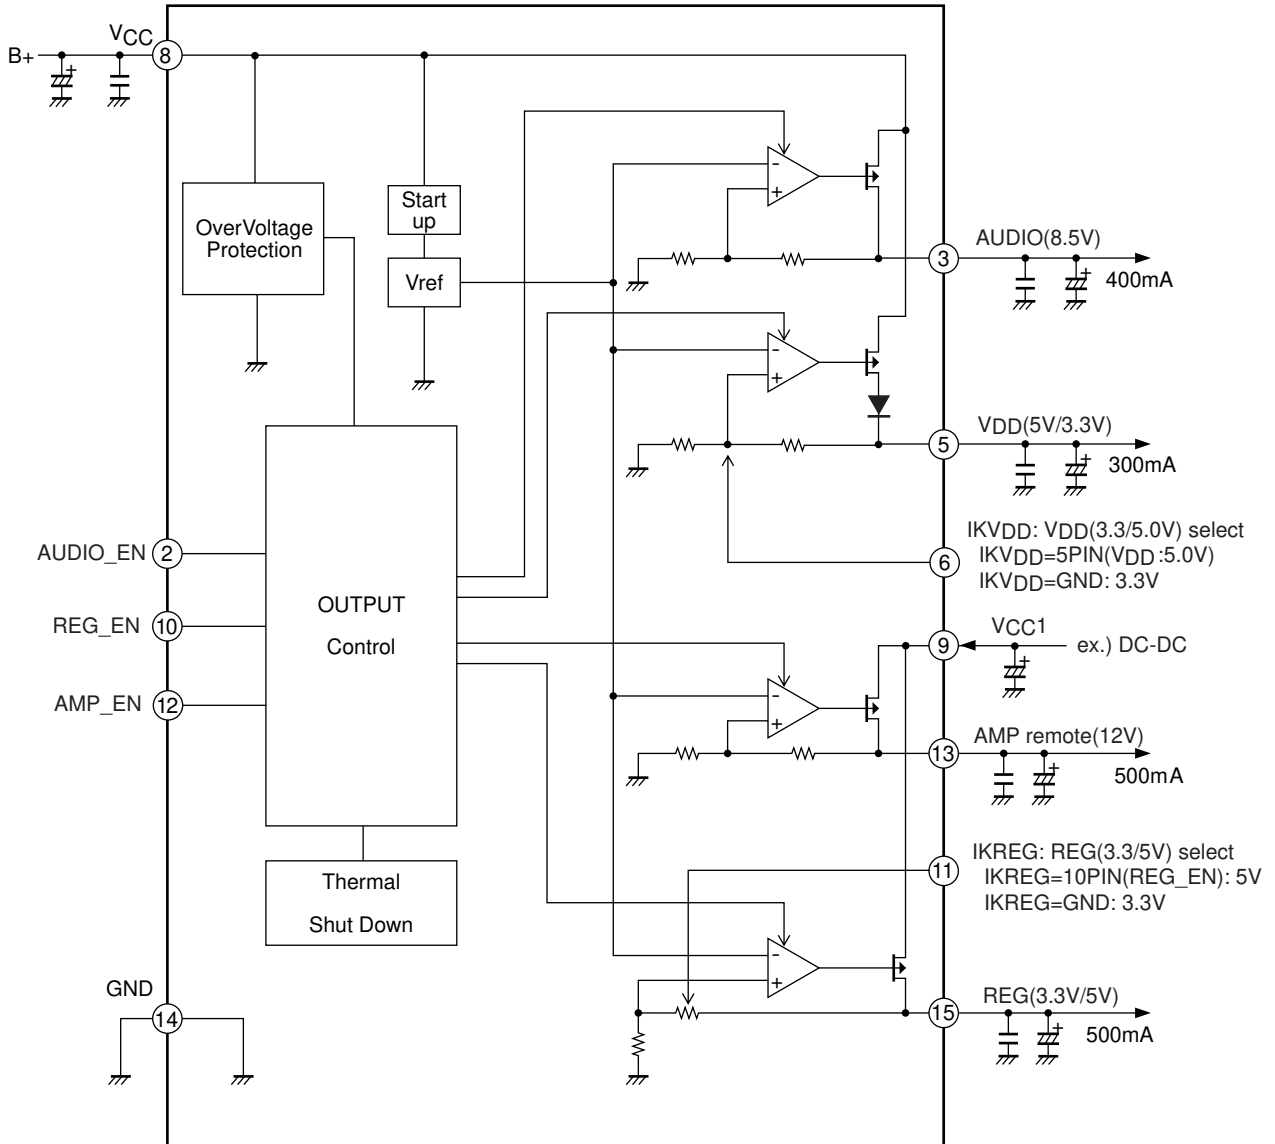 VCC
B+
8
OverVoltage
Protection
Start
up
Vref
-
+
3
AUDIO(8.5V)
400mA
-
+
5
VDD(5V/3.3V)
300mA
6
IKVDD: VDD(3.3/5.0V) select
IKVDD=5PIN(VDD:5.0V)
IKVDD=GND: 3.3V
AUDIO_EN
2
REG_EN
10
AMP_EN
12
OUTPUT
Control
9
VCC1
ex.) DC-DC
-
+
13
AMP remote(12V)
500mA
Thermal
Shut Down
11
IKREG: REG(3.3/5V) select
IKREG=10PIN(REG_EN): 5V
IKREG=GND: 3.3V
-
+
15
REG(3.3V/5V)
500mA
GND
14
+
+
+
+
+
+